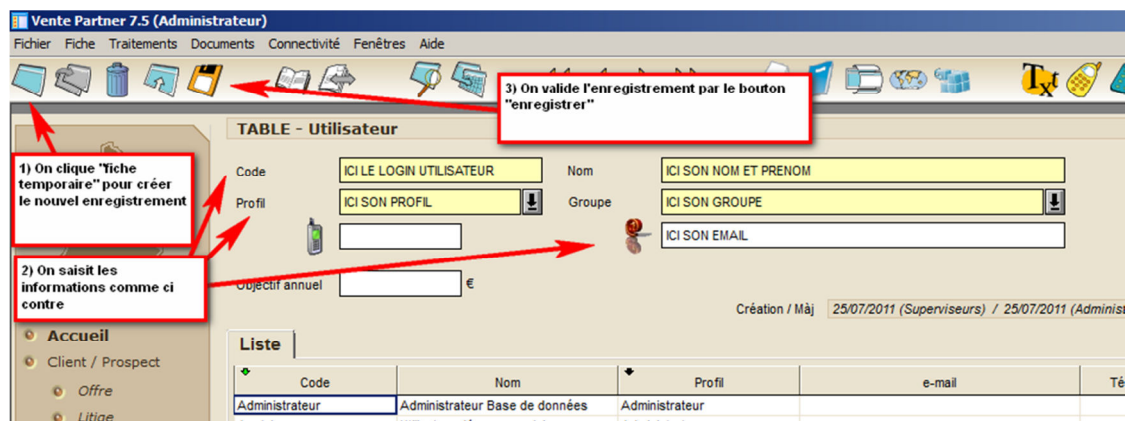 Vente Partner 7.5 (Administrateur)
Fichier Fiche Traitements Documents Connectivité Fenêtres Aide
Txt
3) On valide l'enregistrement par le bouton
"enregistrer"
TABLE - Utilisateur
1) On clique "fiche
temporaire" pour créer
le nouvel enregistrement
Code ICI LE LOGIN UTILISATEUR Nom ICI SON NOM ET PRENOM
Profil ICI SON PROFIL Groupe ICI SON GROUPE
ICI SON EMAIL
2) On saisit les
informations comme ci
contre
Objectif annuel €
Création / Màj 25/07/2011 (Superviseurs) / 25/07/2011 (Administ
Accueil
Client / Prospect
Offre
Litige
Liste
Code Nom Profil e-mail Té
Administrateur Administrateur Base de données Administrateur